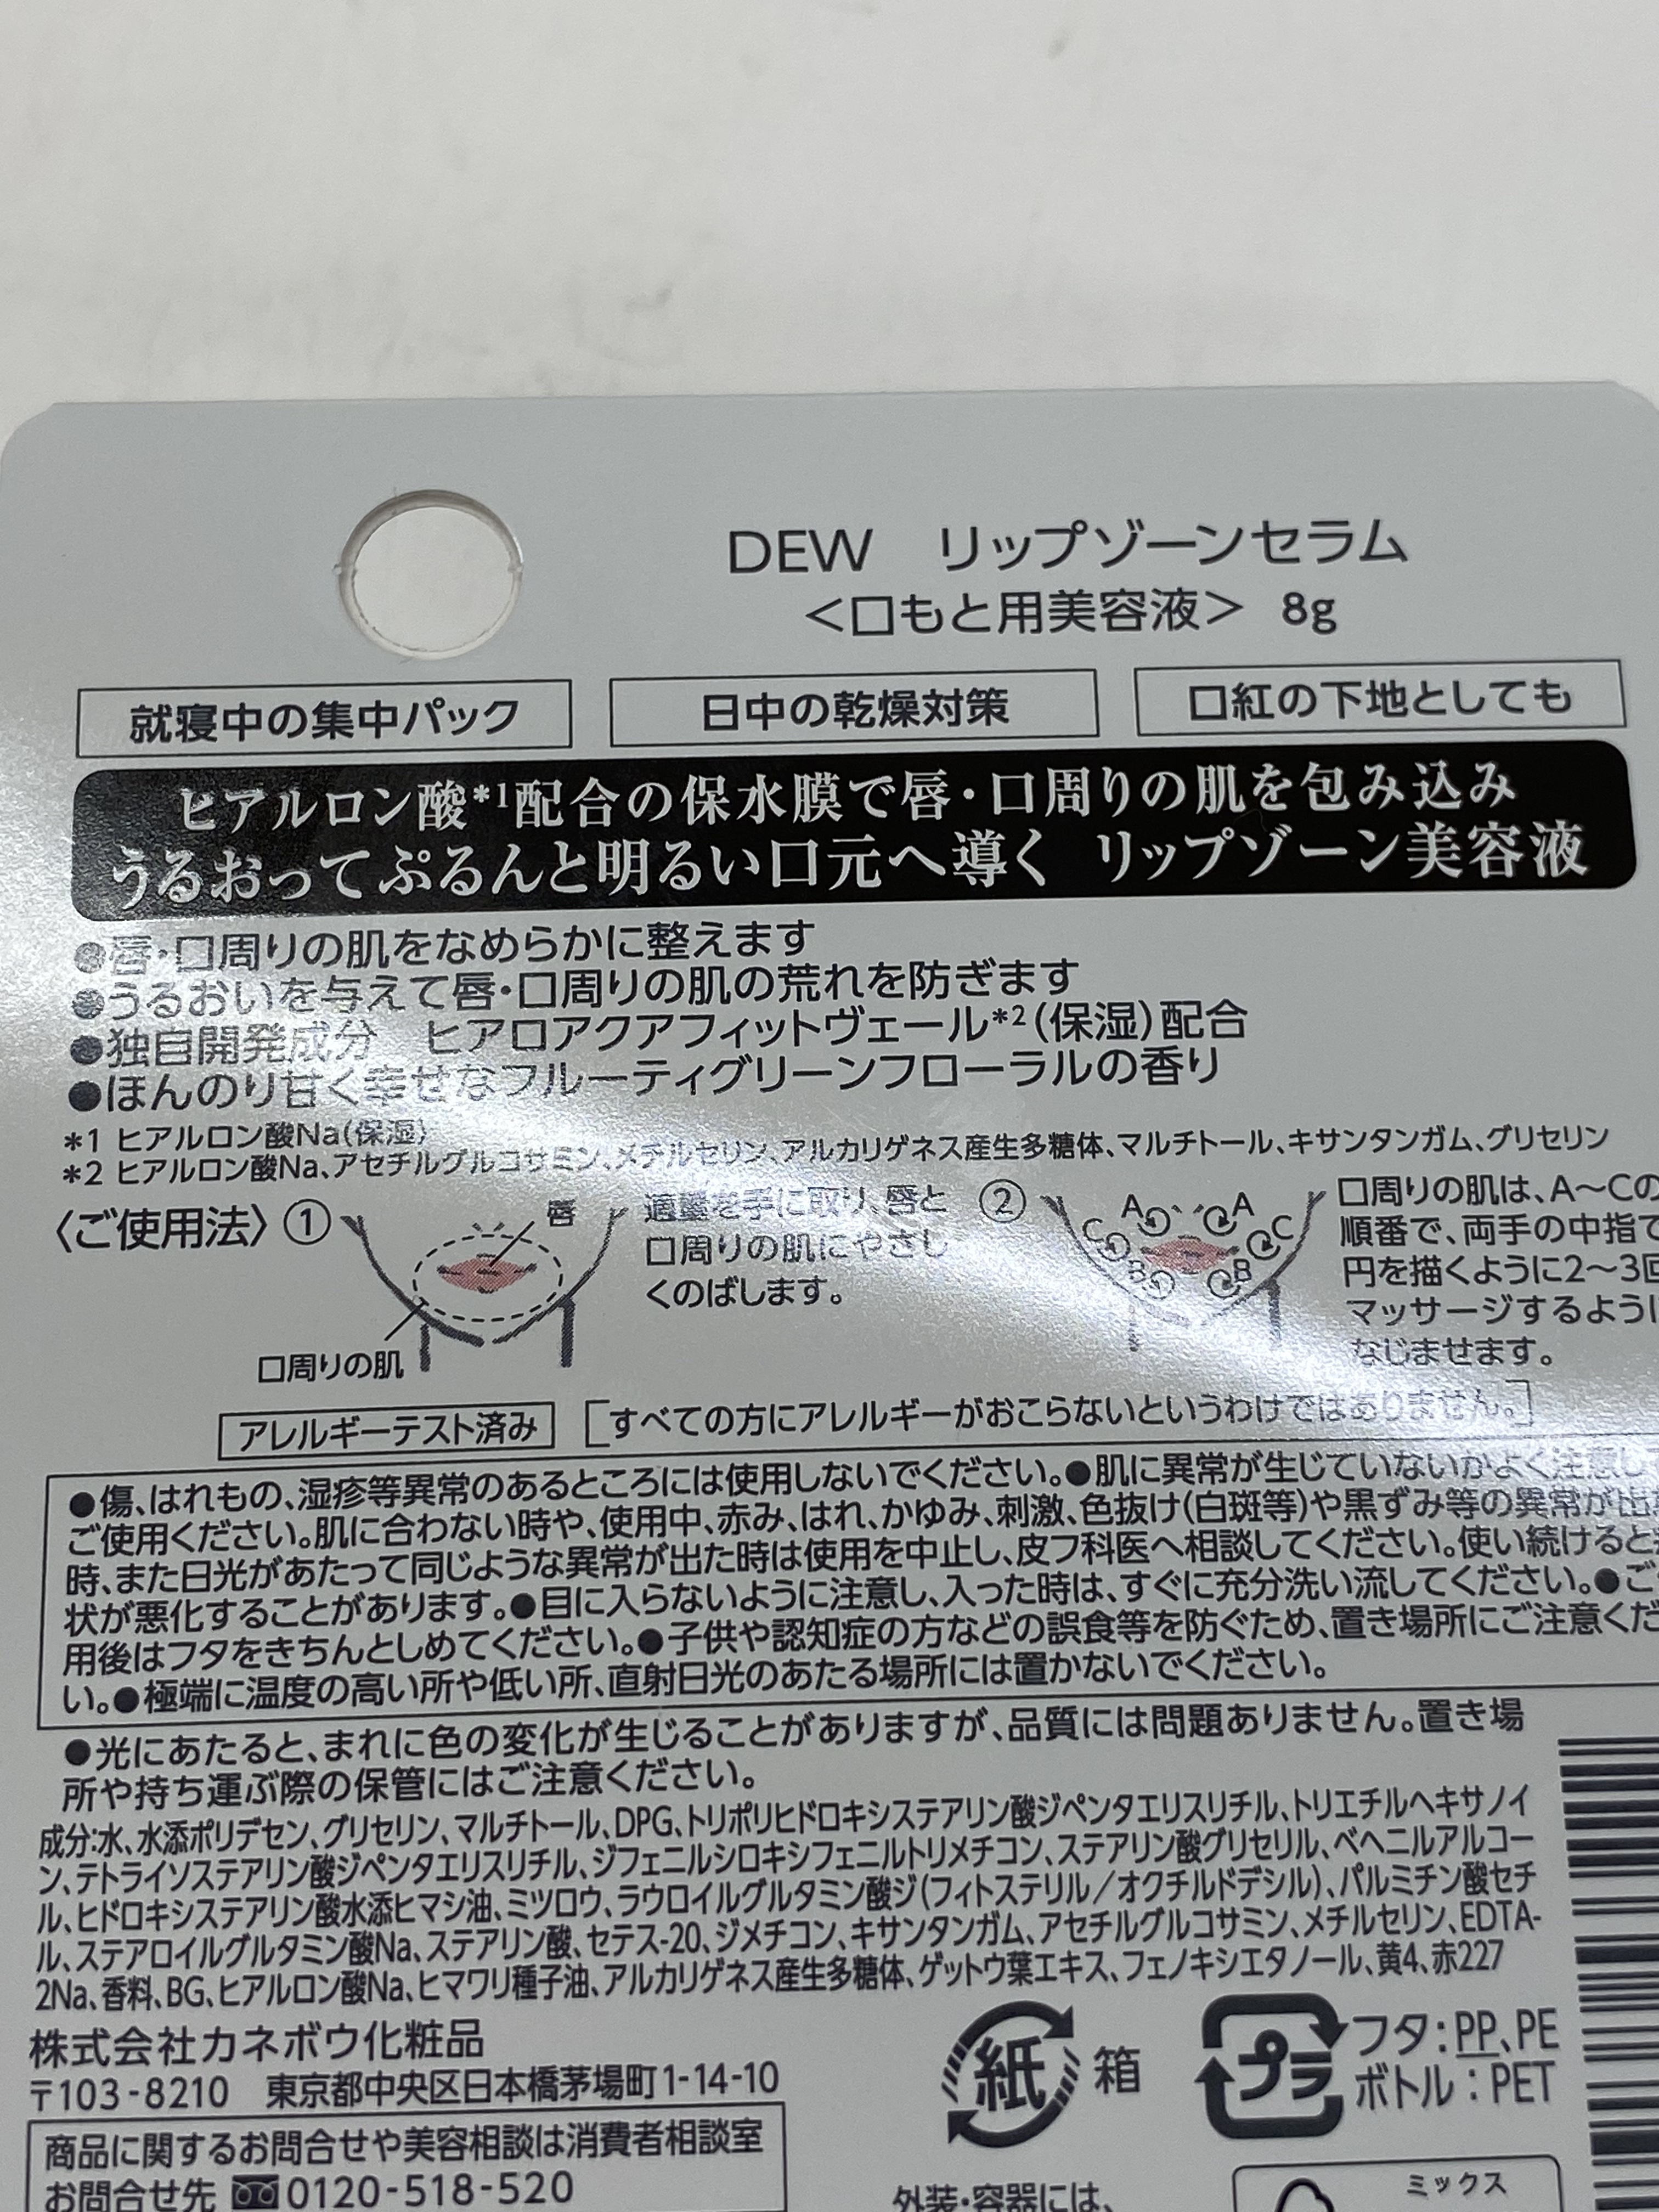 DEW　リップゾーンセラム
＜口もと用美容液＞ 8g
就寝中の集中パック
日中の乾燥対策
口紅の下地としても
ヒアルロン酸*1配合の保水膜で唇・口周りの肌を包み込み
うるおってぷるんと明るい口元へ導く リップゾーン美容液
●唇・口周りの肌をなめらかに整えます
●うるおいを与えて唇・口周りの肌の荒れを防ぎます
●独自開発成分　ヒアロアクアフィットヴェール*2(保湿)配合
●ほんのり甘く幸せなフルーティグリーンフローラルの香り
*1 ヒアルロン酸Na(保湿)
*2 ヒアルロン酸Na、アセチルグルコサミン、メチルセリン、アルカリゲネス産生多糖体、マルチトール、キサンタンガム、グリセリン
〈ご使用法〉
①
唇
口周りの肌
適量を手に取り、唇と
口周りの肌にやさし
くのばします。
②
A A
C C
B B
口周りの肌は、A〜Cの
順番で、両手の中指で
円を描くように2〜3回
マッサージするように
なじませます。
アレルギーテスト済み
[すべての方にアレルギーがおこらないというわけではありません。]
●傷、はれもの、湿疹等異常のあるところには使用しないでください。●肌に異常が生じていないかよく注意して
ご使用ください。肌に合わない時や、使用中、赤み、はれ、かゆみ、刺激、色抜け(白斑等)や黒ずみ等の異常が出
時、また日光があたって同じような異常が出た時は使用を中止し、皮フ科医へ相談してください。使い続けると
状が悪化することがあります。●目に入らないように注意し、入った時は、すぐに充分洗い流してください。●ご
用後はフタをきちんとしめてください。●子供や認知症の方などの誤食等を防ぐため、置き場所にご注意くだ
い。●極端に温度の高い所や低い所、直射日光のあたる場所には置かないでください。
●光にあたると、まれに色の変化が生じることがありますが、品質には問題ありません。置き場
所や持ち運ぶ際の保管にはご注意ください。
成分:水、水添ポリデセン、グリセリン、マルチトール、DPG、トリポリヒドロキシステアリン酸ジペンタエリスリチル、トリエチルヘキサノイ
ン、テトライソステアリン酸ジペンタエリスリチル、ジフェニルシロキシフェニルトリメチコン、ステアリン酸グリセリル、ベヘニルアルコー
ル、ヒドロキシステアリン酸水添ヒマシ油、ミツロウ、ラウロイルグルタミン酸ジ(フィトステリル/オクチルドデシル)、パルミチン酸セチ
ル、ステアロイルグルタミン酸Na、ステアリン酸、セテス-20、ジメチコン、キサンタンガム、アセチルグルコサミン、メチルセリン、EDTA-
2Na、香料、BG、ヒアルロン酸Na、ヒマワリ種子油、アルカリゲネス産生多糖体、ゲットウ葉エキス、フェノキシエタノール、黄4、赤227
株式会社カネボウ化粧品
〒103-8210　東京都中央区日本橋茅場町1-14-10
商品に関するお問合せや美容相談は消費者相談室
お問合せ先 0120-518-520
紙 箱
プラ
フタ:PP、PE
ボトル:PET
外装・容器には、
ミックス